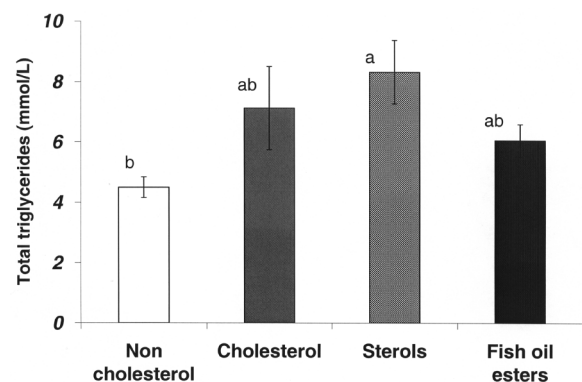 Total triglycerides (mmol/L)
10
8
6
4
2
0
b
ab
a
ab
Non
cholesterol
Cholesterol
Sterols
Fish oil
esters